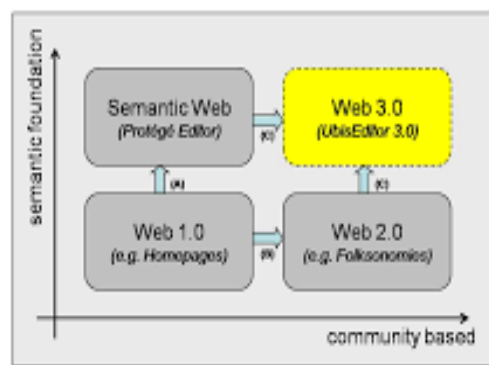 semantic foundation
Semantic Web
(Protégé Editor)
(C)
Web 3.0
(UbisEditor 3.0)
(A)
(C)
Web 1.0
(e.g. Homepages)
(B)
Web 2.0
(e.g. Folksonomies)
community based